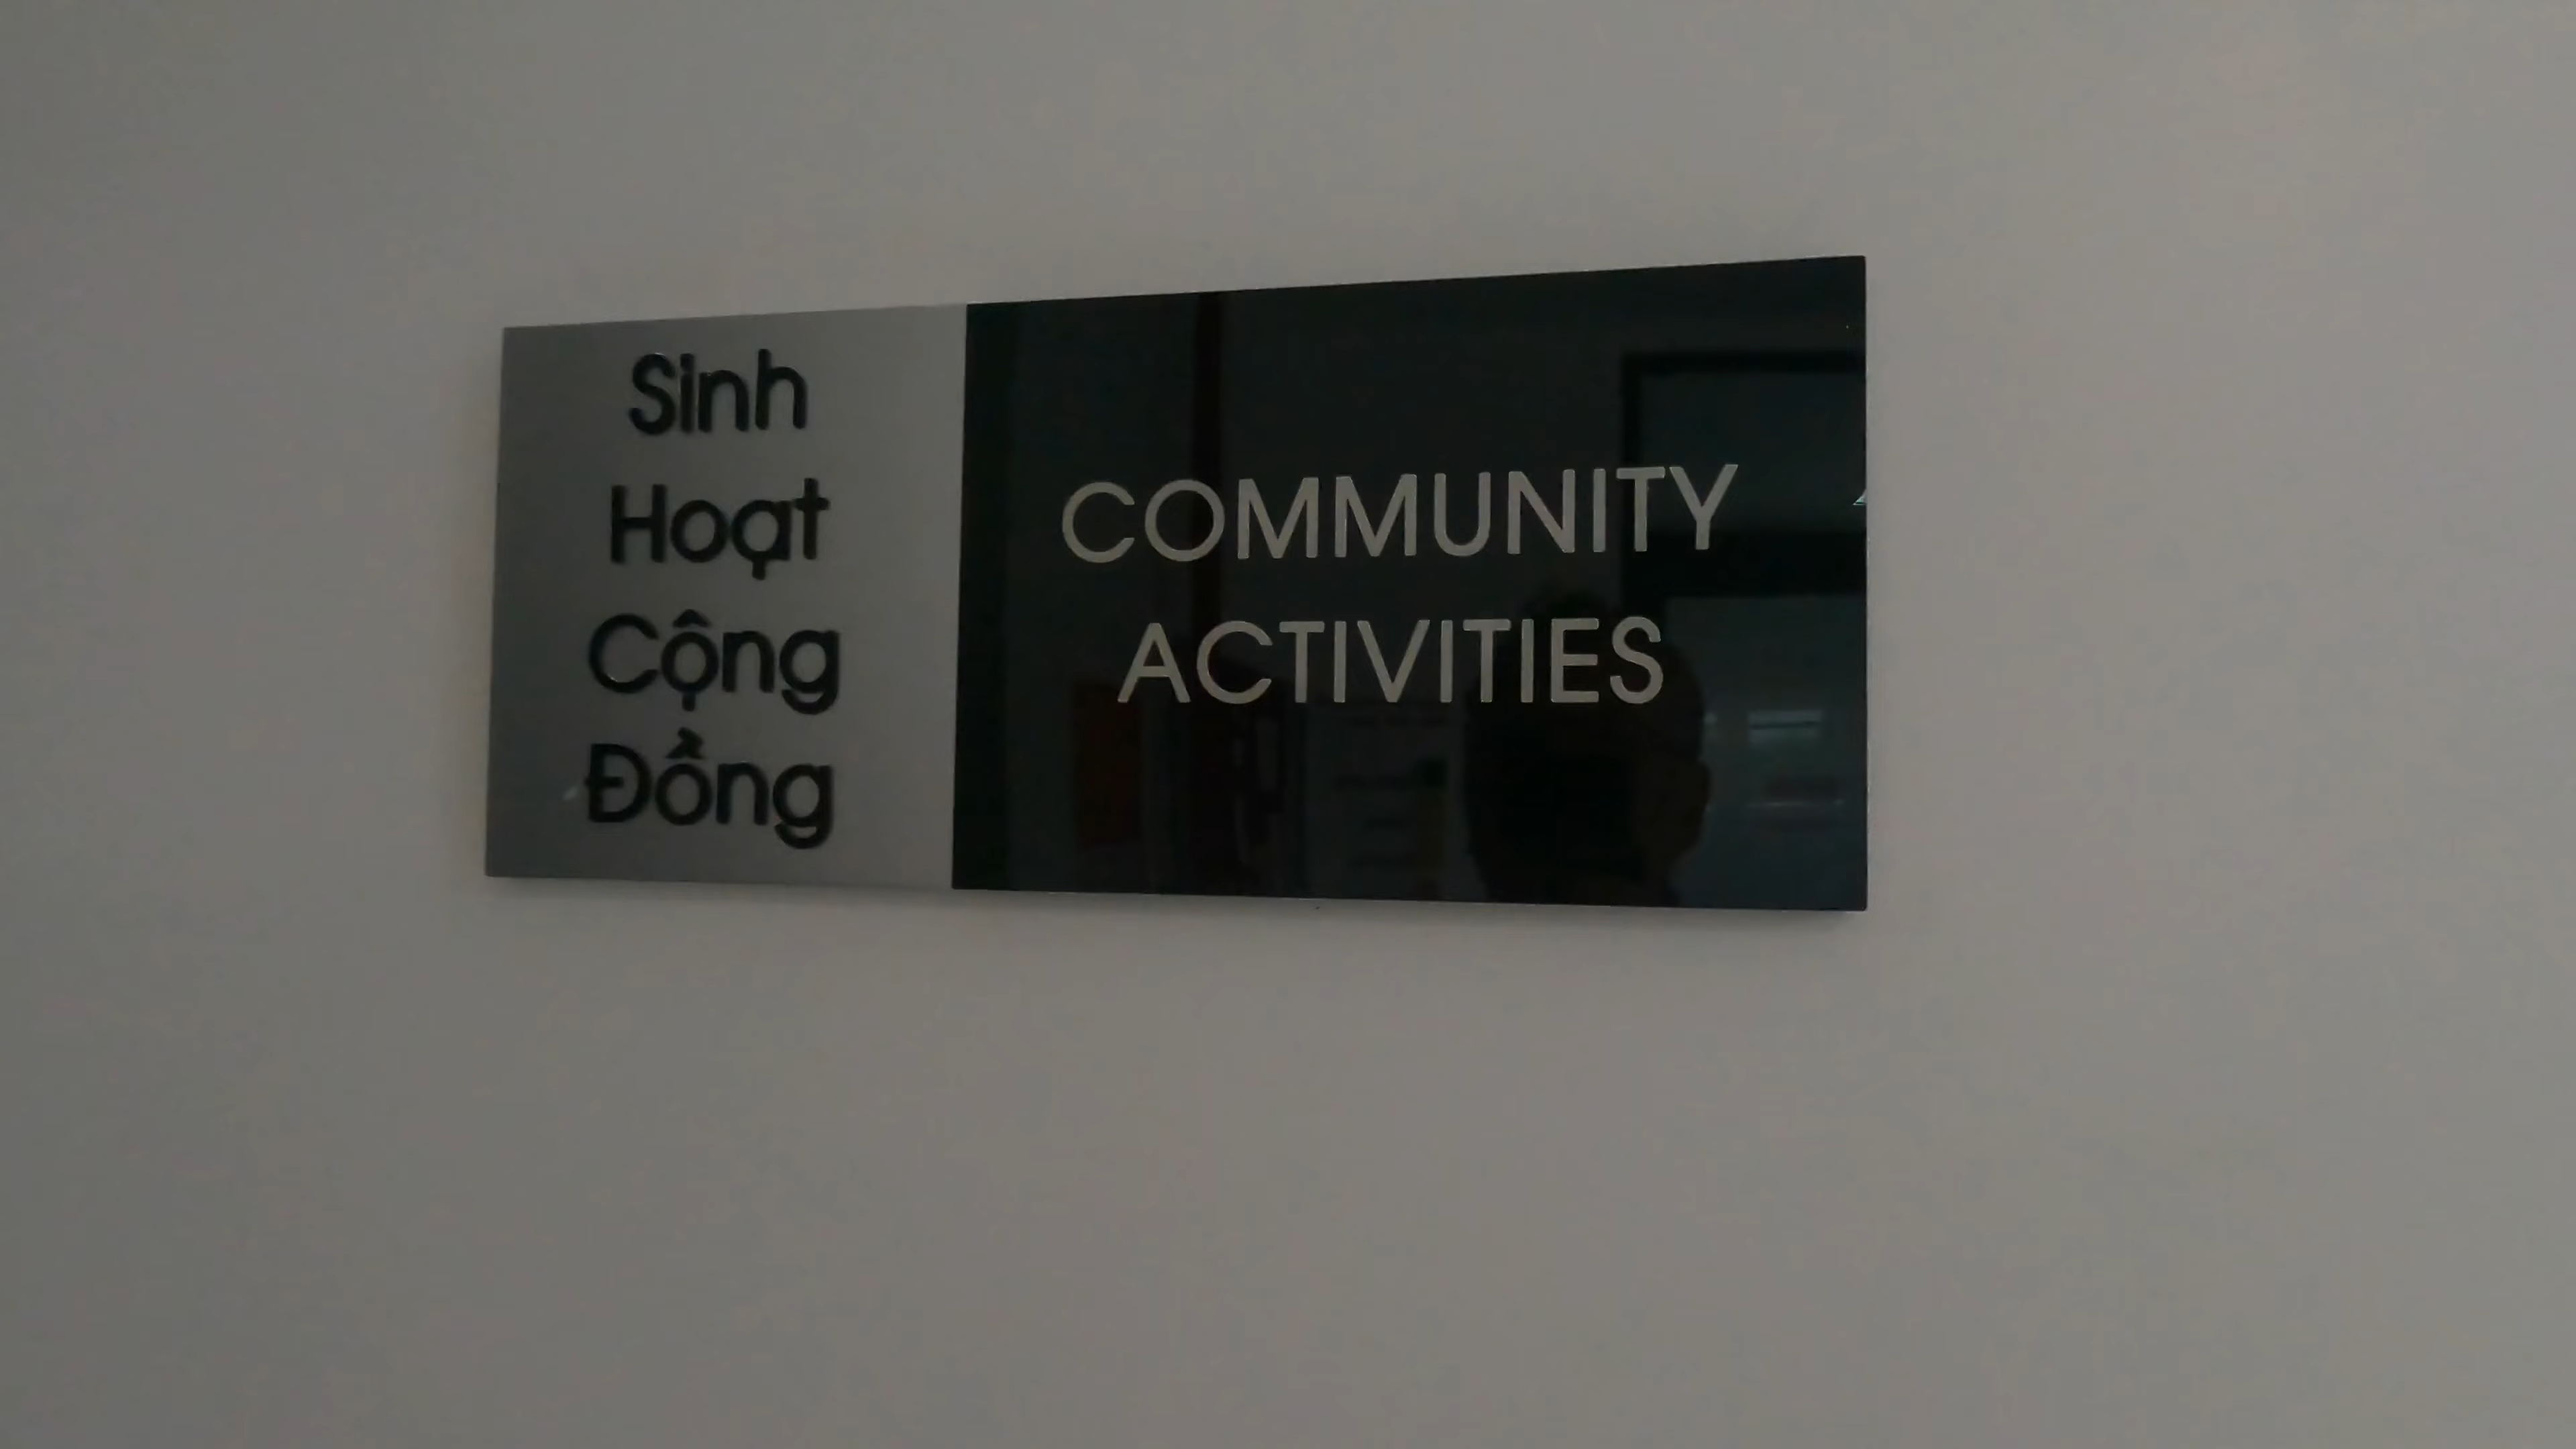 Sinh
Hoạt
Cộng
Đồng
COMMUNITY
ACTIVITIES